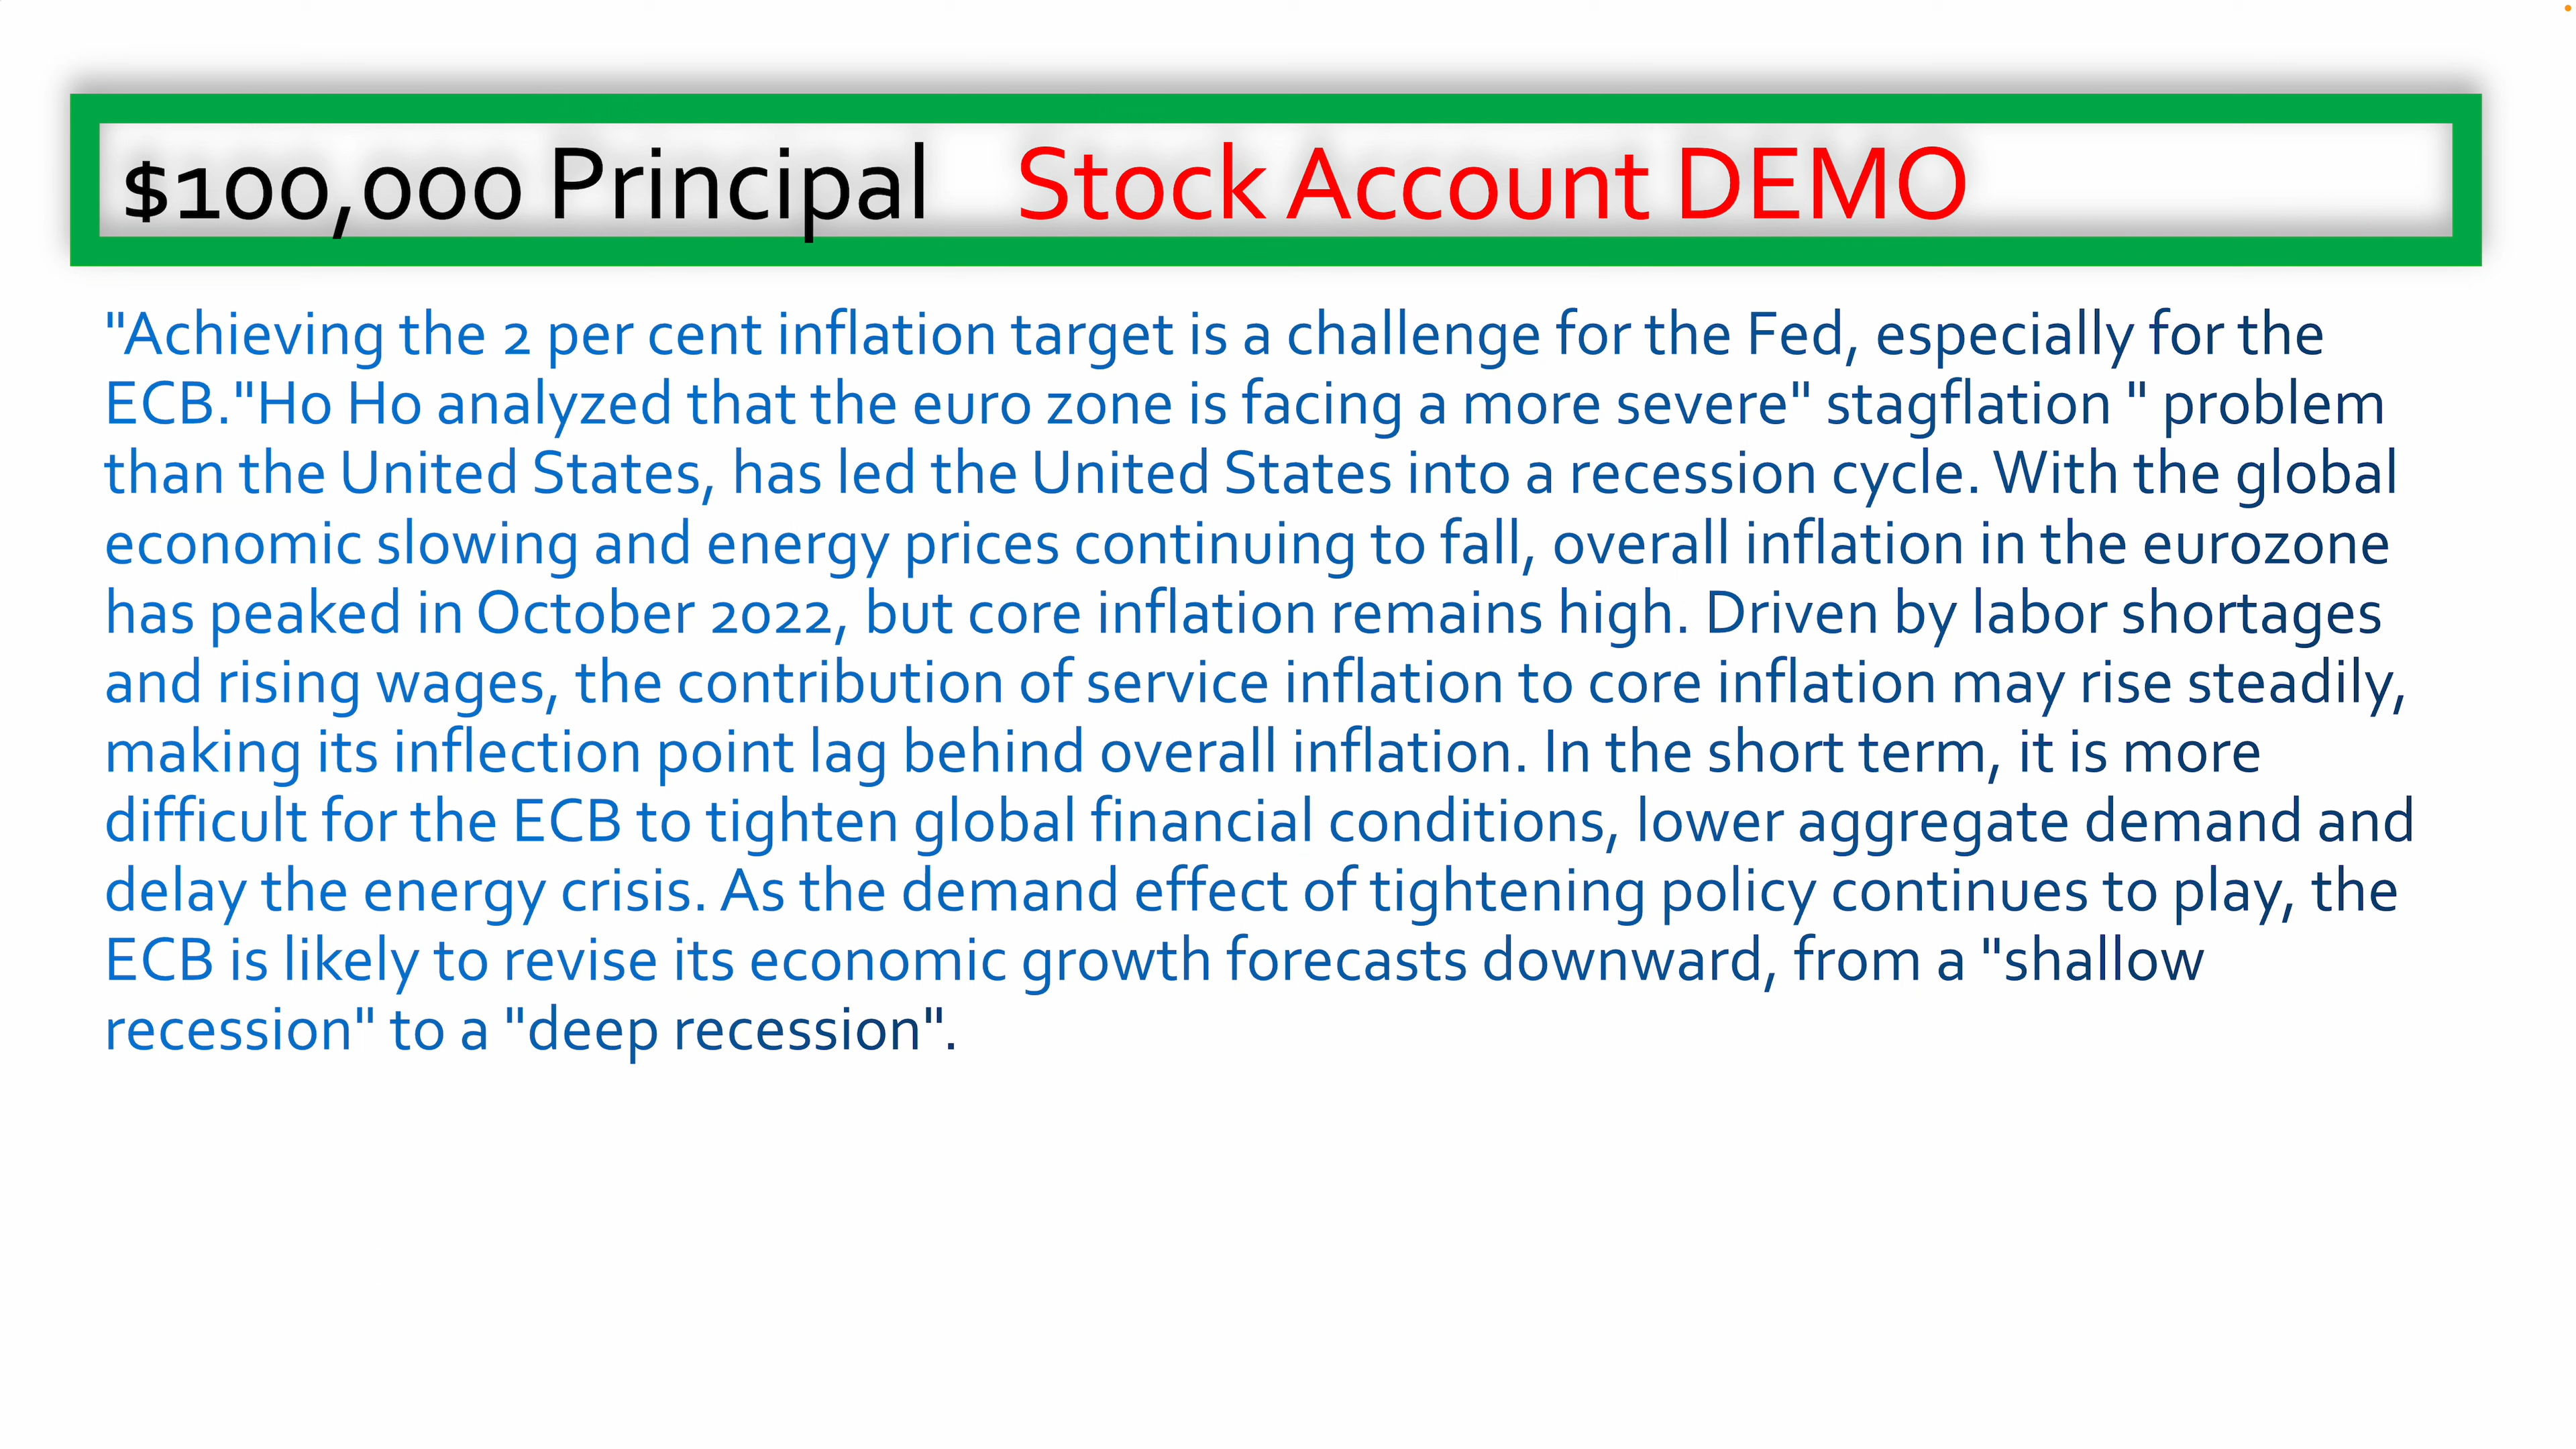 $100,000 Principal Stock Account DEMO
"Achieving the 2 per cent inflation target is a challenge for the Fed, especially for the
ECB."Ho Ho analyzed that the euro zone is facing a more severe" stagflation " problem
than the United States, has led the United States into a recession cycle. With the global
economic slowing and energy prices continuing to fall, overall inflation in the eurozone
has peaked in October 2022, but core inflation remains high. Driven by labor shortages
and rising wages, the contribution of service inflation to core inflation may rise steadily,
making its inflection point lag behind overall inflation. In the short term, it is more
difficult for the ECB to tighten global financial conditions, lower aggregate demand and
delay the energy crisis. As the demand effect of tightening policy continues to play, the
ECB is likely to revise its economic growth forecasts downward, from a "shallow
recession" to a "deep recession".